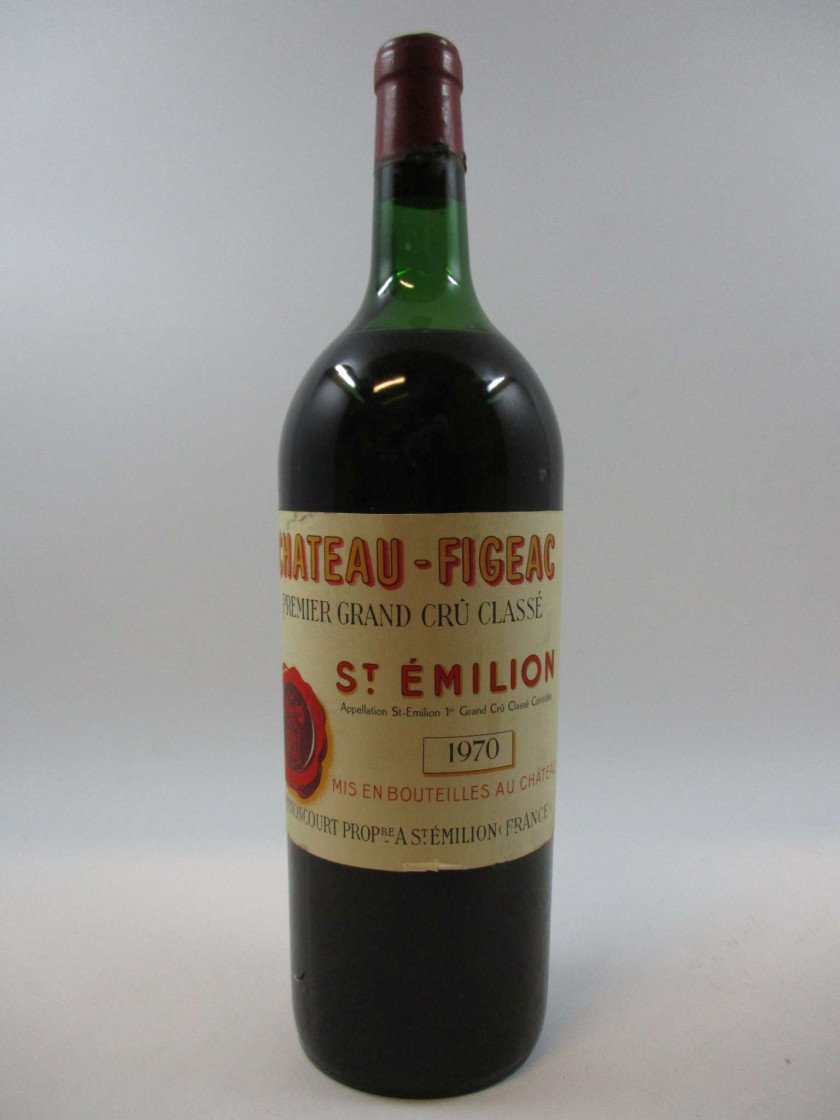 CHATEAU - FIGEAC
PREMIER GRAND CRÛ CLASSÉ
ST ÉMILION
Appellation St-Emilion 1er Grand Crû Classé Contrôlée
1970
MIS EN BOUTEILLES AU CHÂTEAU
PROPRE A ST ÉMILION (FRANCE)